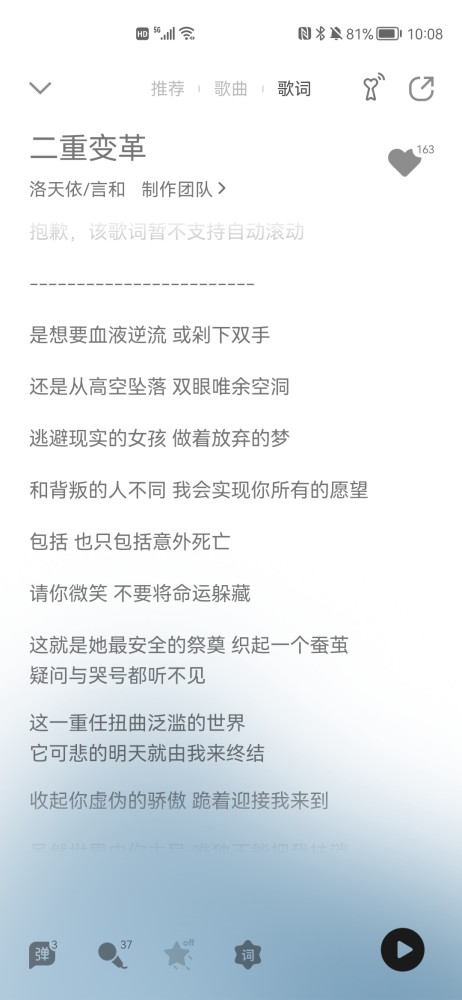 HD 5G 81% 10:08
推荐 歌曲 歌词
二重变革
163
洛天依/言和 制作团队
抱歉，该歌词暂不支持自动滚动
------------------------
是想要血液逆流 或剁下双手
还是从高空坠落 双眼唯余空洞
逃避现实的女孩 做着放弃的梦
和背叛的人不同 我会实现你所有的愿望
包括 也只包括意外死亡
请你微笑 不要将命运躲藏
这就是她最安全的祭奠 织起一个蚕茧
疑问与哭号都听不见
这一重任扭曲泛滥的世界
它可悲的明天就由我来终结
收起你虚伪的骄傲 跪着迎接我来到
弹 3 37 off 词